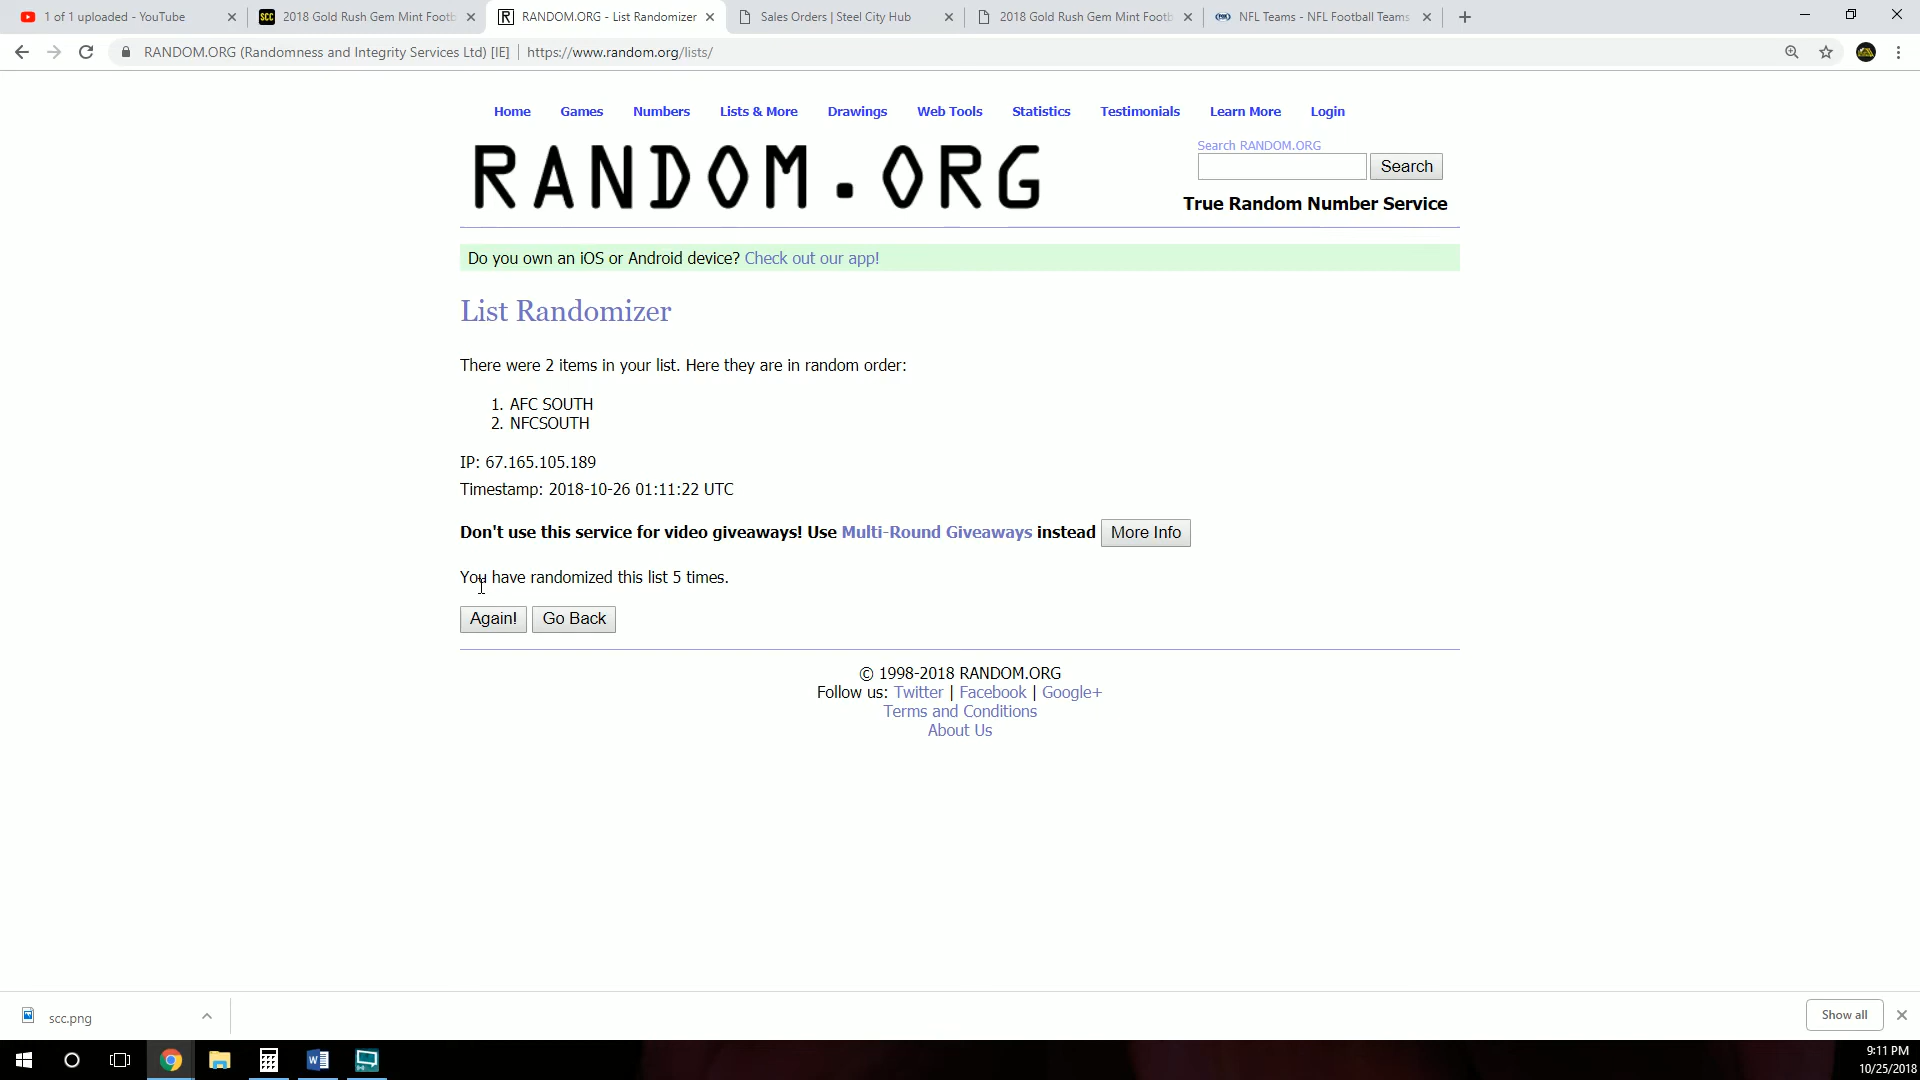 1 of 1 uploaded - YouTube
SCC 2018 Gold Rush Gem Mint Footb
R RANDOM.ORG - List Randomizer
Sales Orders | Steel City Hub
2018 Gold Rush Gem Mint Footb
NFL Teams - NFL Football Teams
RANDOM.ORG (Randomness and Integrity Services Ltd) [IE] | https://www.random.org/lists/
Home Games Numbers Lists & More Drawings Web Tools Statistics Testimonials Learn More Login
RANDOM.ORG
Search RANDOM.ORG
Search
True Random Number Service
Do you own an iOS or Android device? Check out our app!
List Randomizer
There were 2 items in your list. Here they are in random order:
1. AFC SOUTH
2. NFCSOUTH
IP: 67.165.105.189
Timestamp: 2018-10-26 01:11:22 UTC
Don't use this service for video giveaways! Use Multi-Round Giveaways instead More Info
You have randomized this list 5 times.
Again! Go Back
© 1998-2018 RANDOM.ORG
Follow us: Twitter | Facebook | Google+
Terms and Conditions
About Us
scc.png
Show all
9:11 PM
10/25/2018